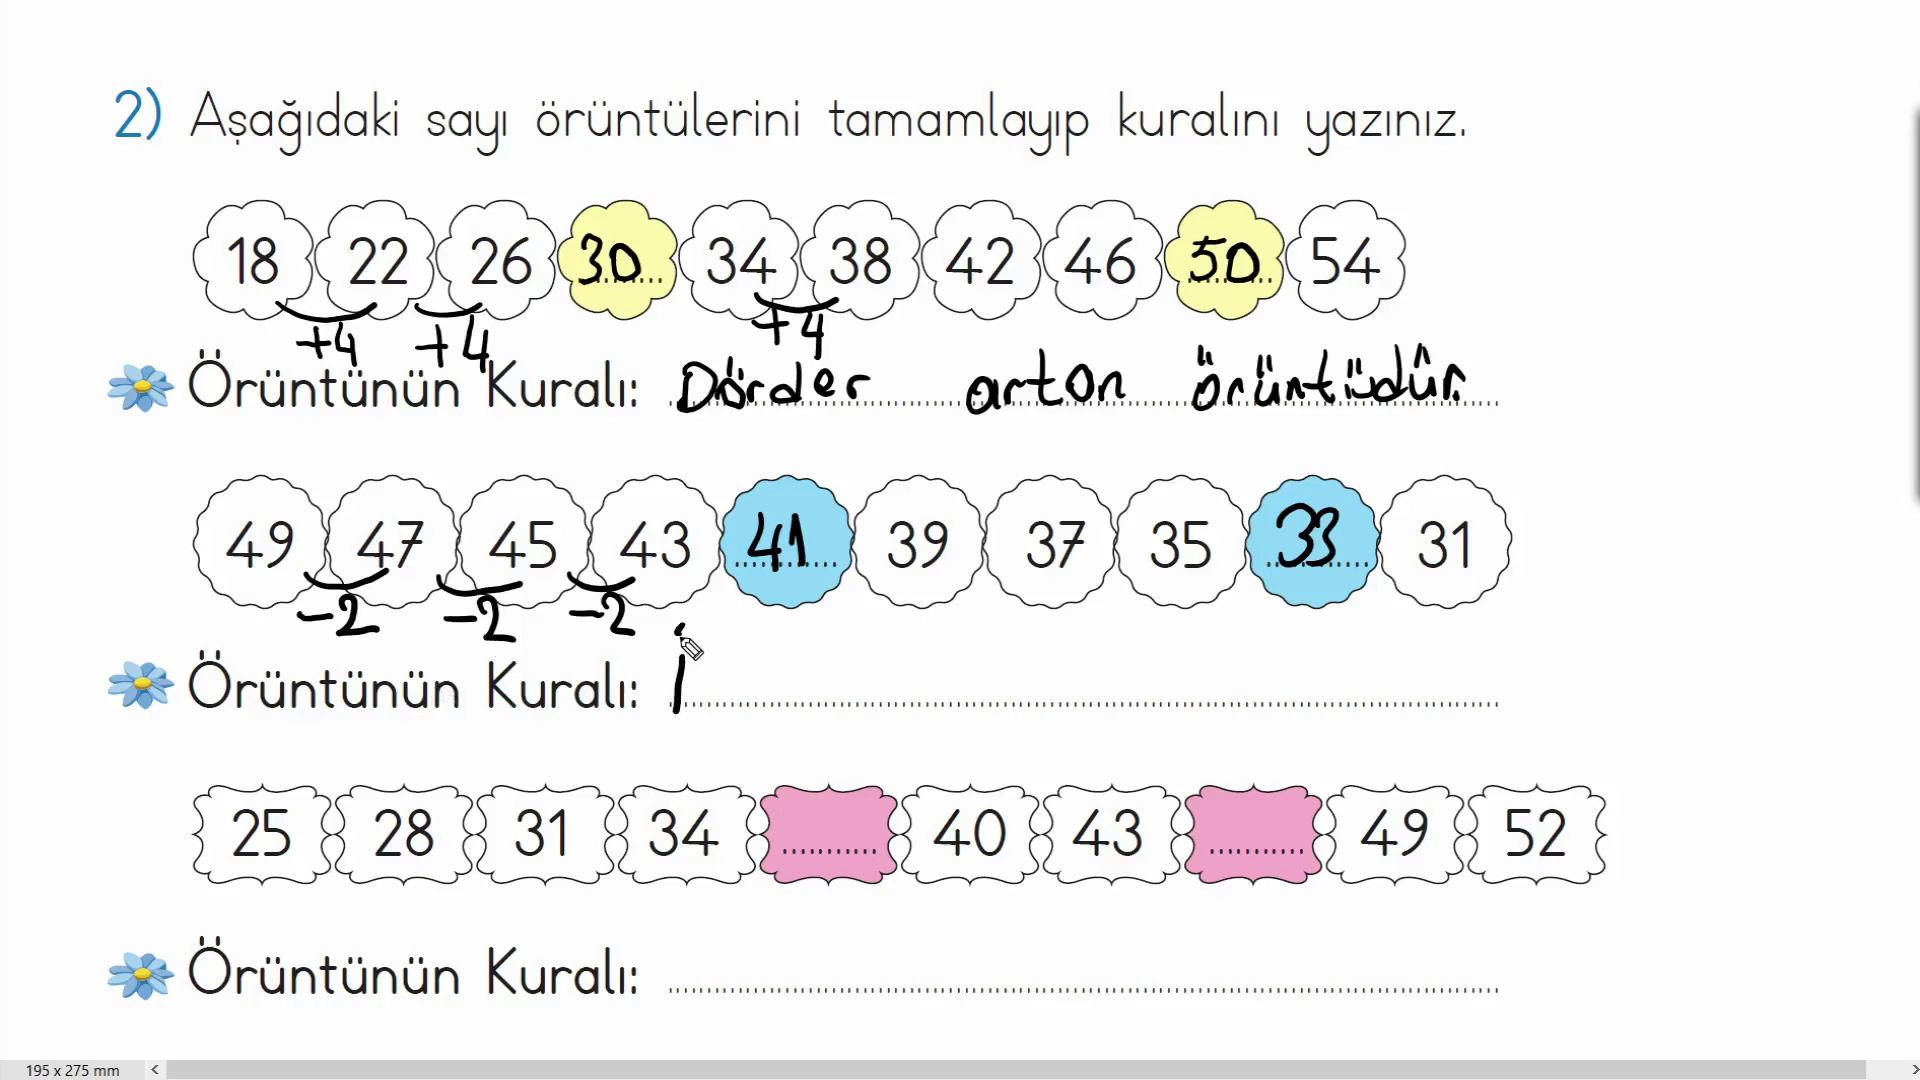 2) Aşağıdaki sayı örüntülerini tamamlayıp kuralını yazınız.
18 22 26 30 34 38 42 46 50 54
+4 +4 +4
Örüntünün Kuralı: Dörder artan örüntüdür.
49 47 45 43 41 39 37 35 33 31
-2 -2 -2
Örüntünün Kuralı: İ
25 28 31 34 ........... 40 43 ........... 49 52
Örüntünün Kuralı: ...........
195 x 275 mm